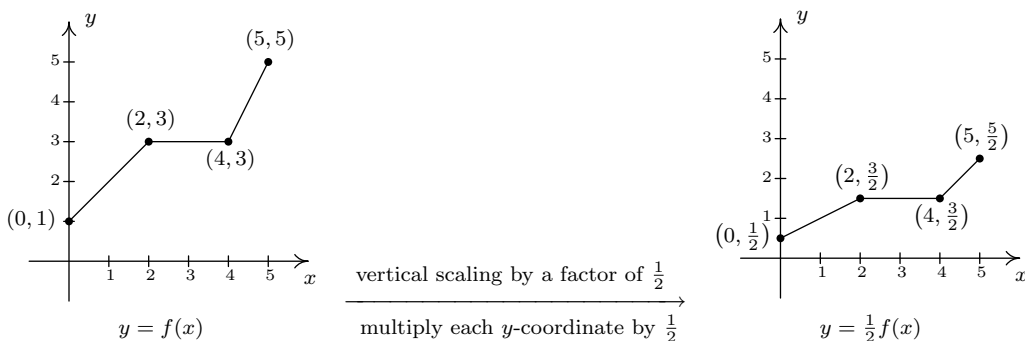 y
(5, 5)
5
4
(2, 3)
3
(4, 3)
2
(0, 1)
1 2 3 4 5
x
y = f(x)
vertical scaling by a factor of 1/2
multiply each y-coordinate by 1/2
y
5
4
3
(5, 5/2)
2
(2, 3/2)
1
(4, 3/2)
(0, 1/2)
1 2 3 4 5
x
y = 1/2 f(x)